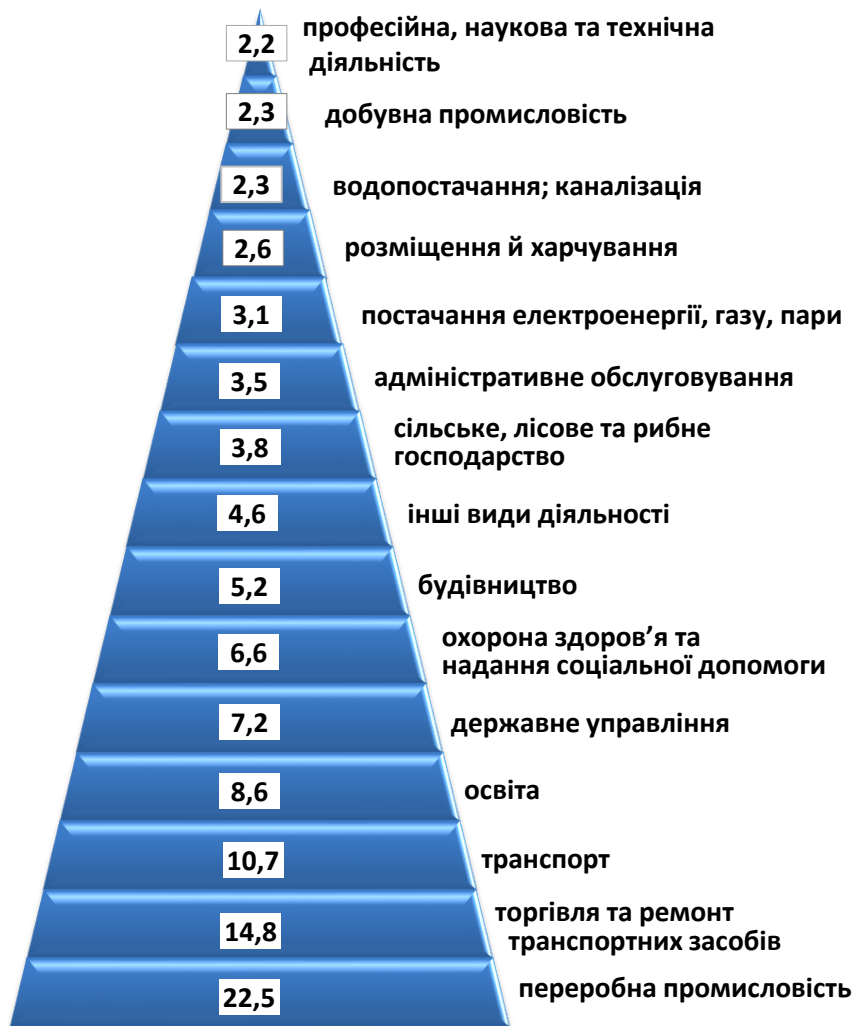 2,2
професійна, наукова та технічна
діяльність
2,3
добувна промисловість
2,3
водопостачання; каналізація
2,6
розміщення й харчування
3,1
постачання електроенергії, газу, пари
3,5
адміністративне обслуговування
3,8
сільське, лісове та рибне
господарство
4,6
інші види діяльності
5,2
будівництво
6,6
охорона здоров’я та
надання соціальної допомоги
7,2
державне управління
8,6
освіта
10,7
транспорт
14,8
торгівля та ремонт
транспортних засобів
22,5
переробна промисловість